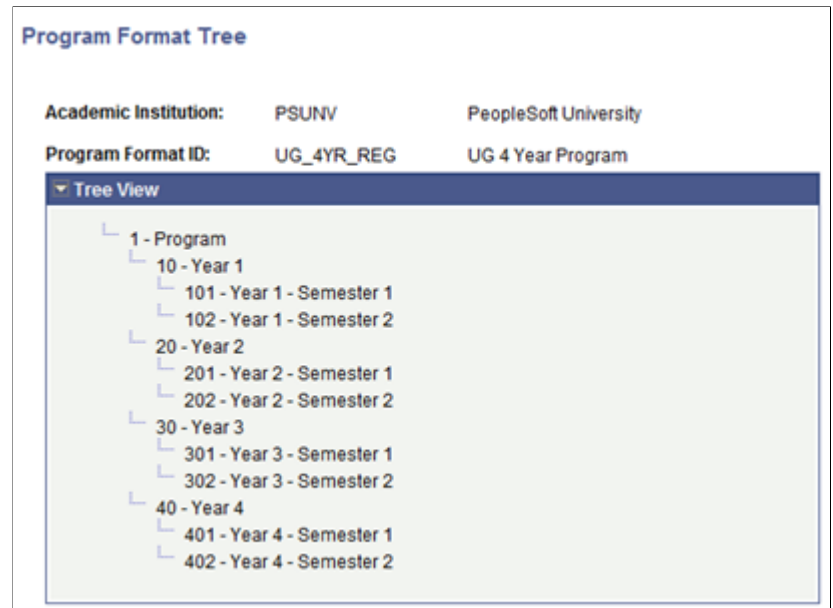 Program Format Tree
Academic Institution: PSUNV PeopleSoft University
Program Format ID: UG_4YR_REG UG 4 Year Program
Tree View
1 - Program
10 - Year 1
101 - Year 1 - Semester 1
102 - Year 1 - Semester 2
20 - Year 2
201 - Year 2 - Semester 1
202 - Year 2 - Semester 2
30 - Year 3
301 - Year 3 - Semester 1
302 - Year 3 - Semester 2
40 - Year 4
401 - Year 4 - Semester 1
402 - Year 4 - Semester 2